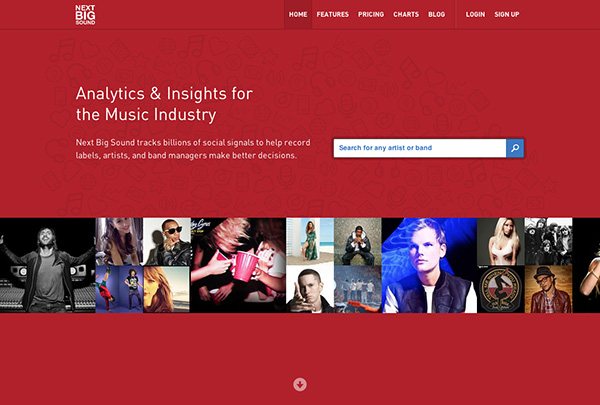 NEXT
BIG
SOUND
HOME FEATURES PRICING CHARTS BLOG LOGIN SIGN UP
Analytics & Insights for
the Music Industry
Next Big Sound tracks billions of social signals to help record
labels, artists, and band managers make better decisions.
Search for any artist or band